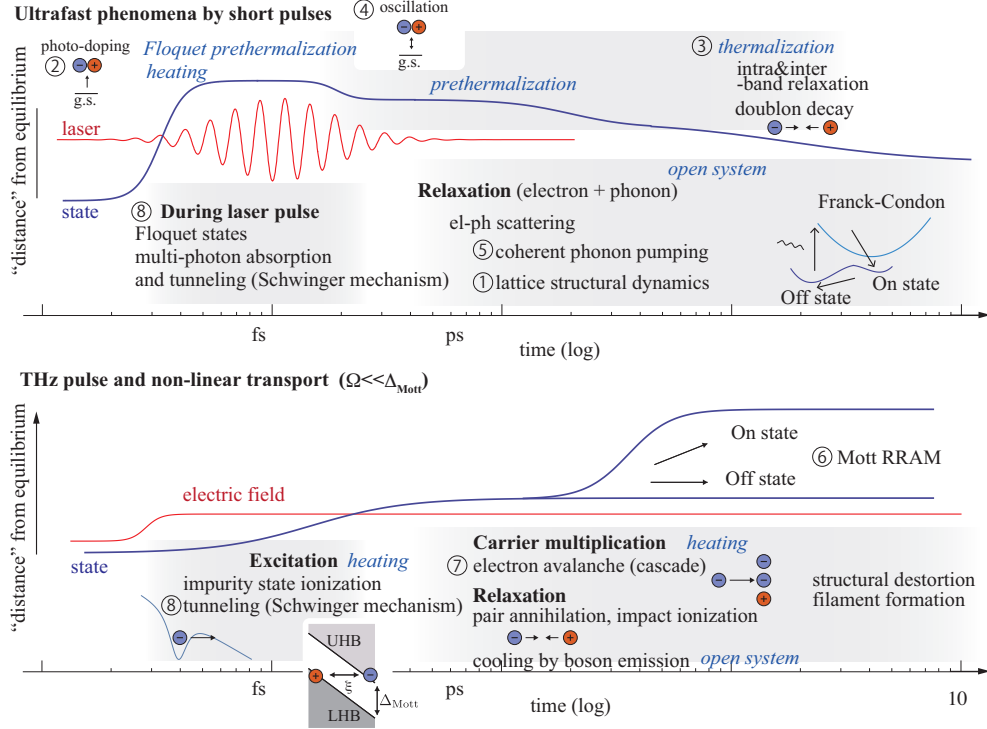 Ultrafast phenomena by short pulses
④ oscillation
g.s.
photo-doping
②
g.s.
Floquet prethermalization
heating
prethermalization
③ thermalization
intra&inter
-band relaxation
doublon decay
laser
state
"distance" from equilibrium
open system
⑧ During laser pulse
Floquet states
multi-photon absorption
and tunneling (Schwinger mechanism)
Relaxation (electron + phonon)
el-ph scattering
⑤ coherent phonon pumping
① lattice structural dynamics
Franck-Condon
On state
Off state
fs
ps
time (log)
THz pulse and non-linear transport (Ω<<Δ_Mott)
"distance" from equilibrium
electric field
state
On state
Off state
⑥ Mott RRAM
Excitation heating
impurity state ionization
⑧ tunneling (Schwinger mechanism)
UHB
ξ
Δ_Mott
LHB
Carrier multiplication heating
⑦ electron avalanche (cascade)
Relaxation
pair annihilation, impact ionization
cooling by boson emission open system
structural destortion
filament formation
fs
ps
time (log)
10